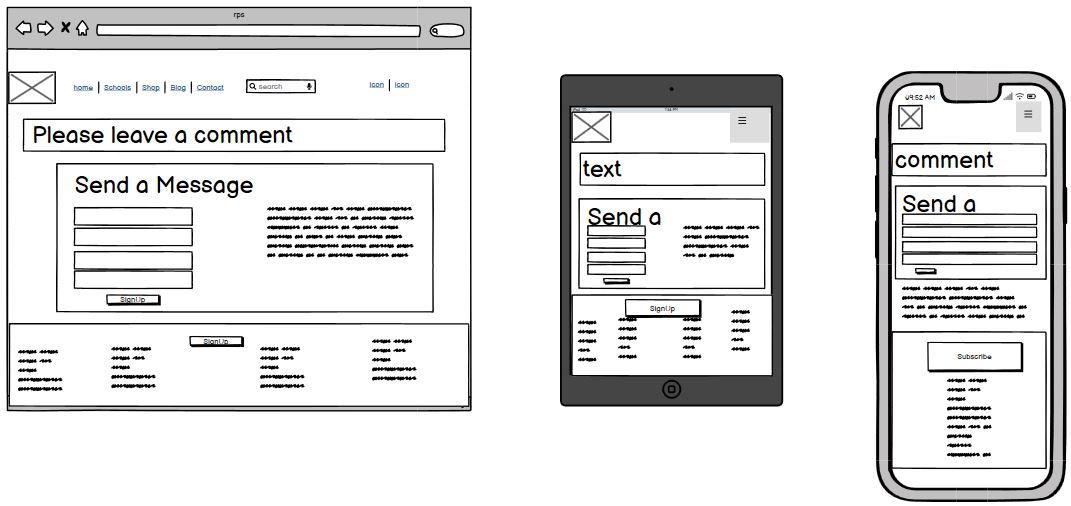 rps
home Schools Shop Blog Contact search icon icon
Please leave a comment
Send a Message
SignUp
SignUp
text
Send a
SignUp
09:52 AM
comment
Send a
Subscribe